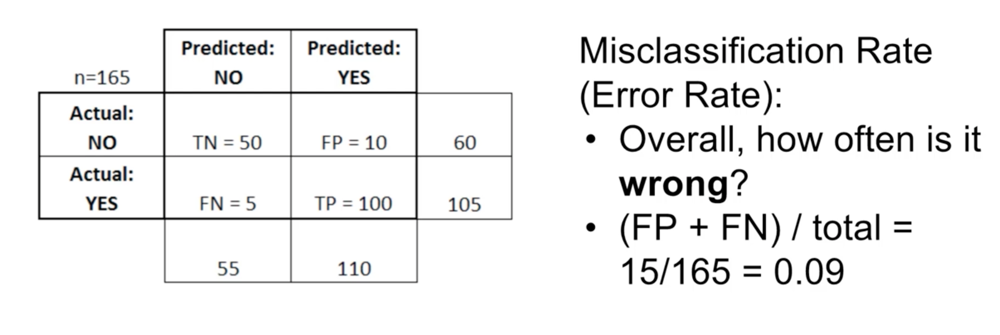 Predicted: Predicted:
n=165 NO YES
Actual:
NO TN = 50 FP = 10 60
Actual:
YES FN = 5 TP = 100 105
55 110
Misclassification Rate
(Error Rate):
• Overall, how often is it
wrong?
• (FP + FN) / total =
15/165 = 0.09